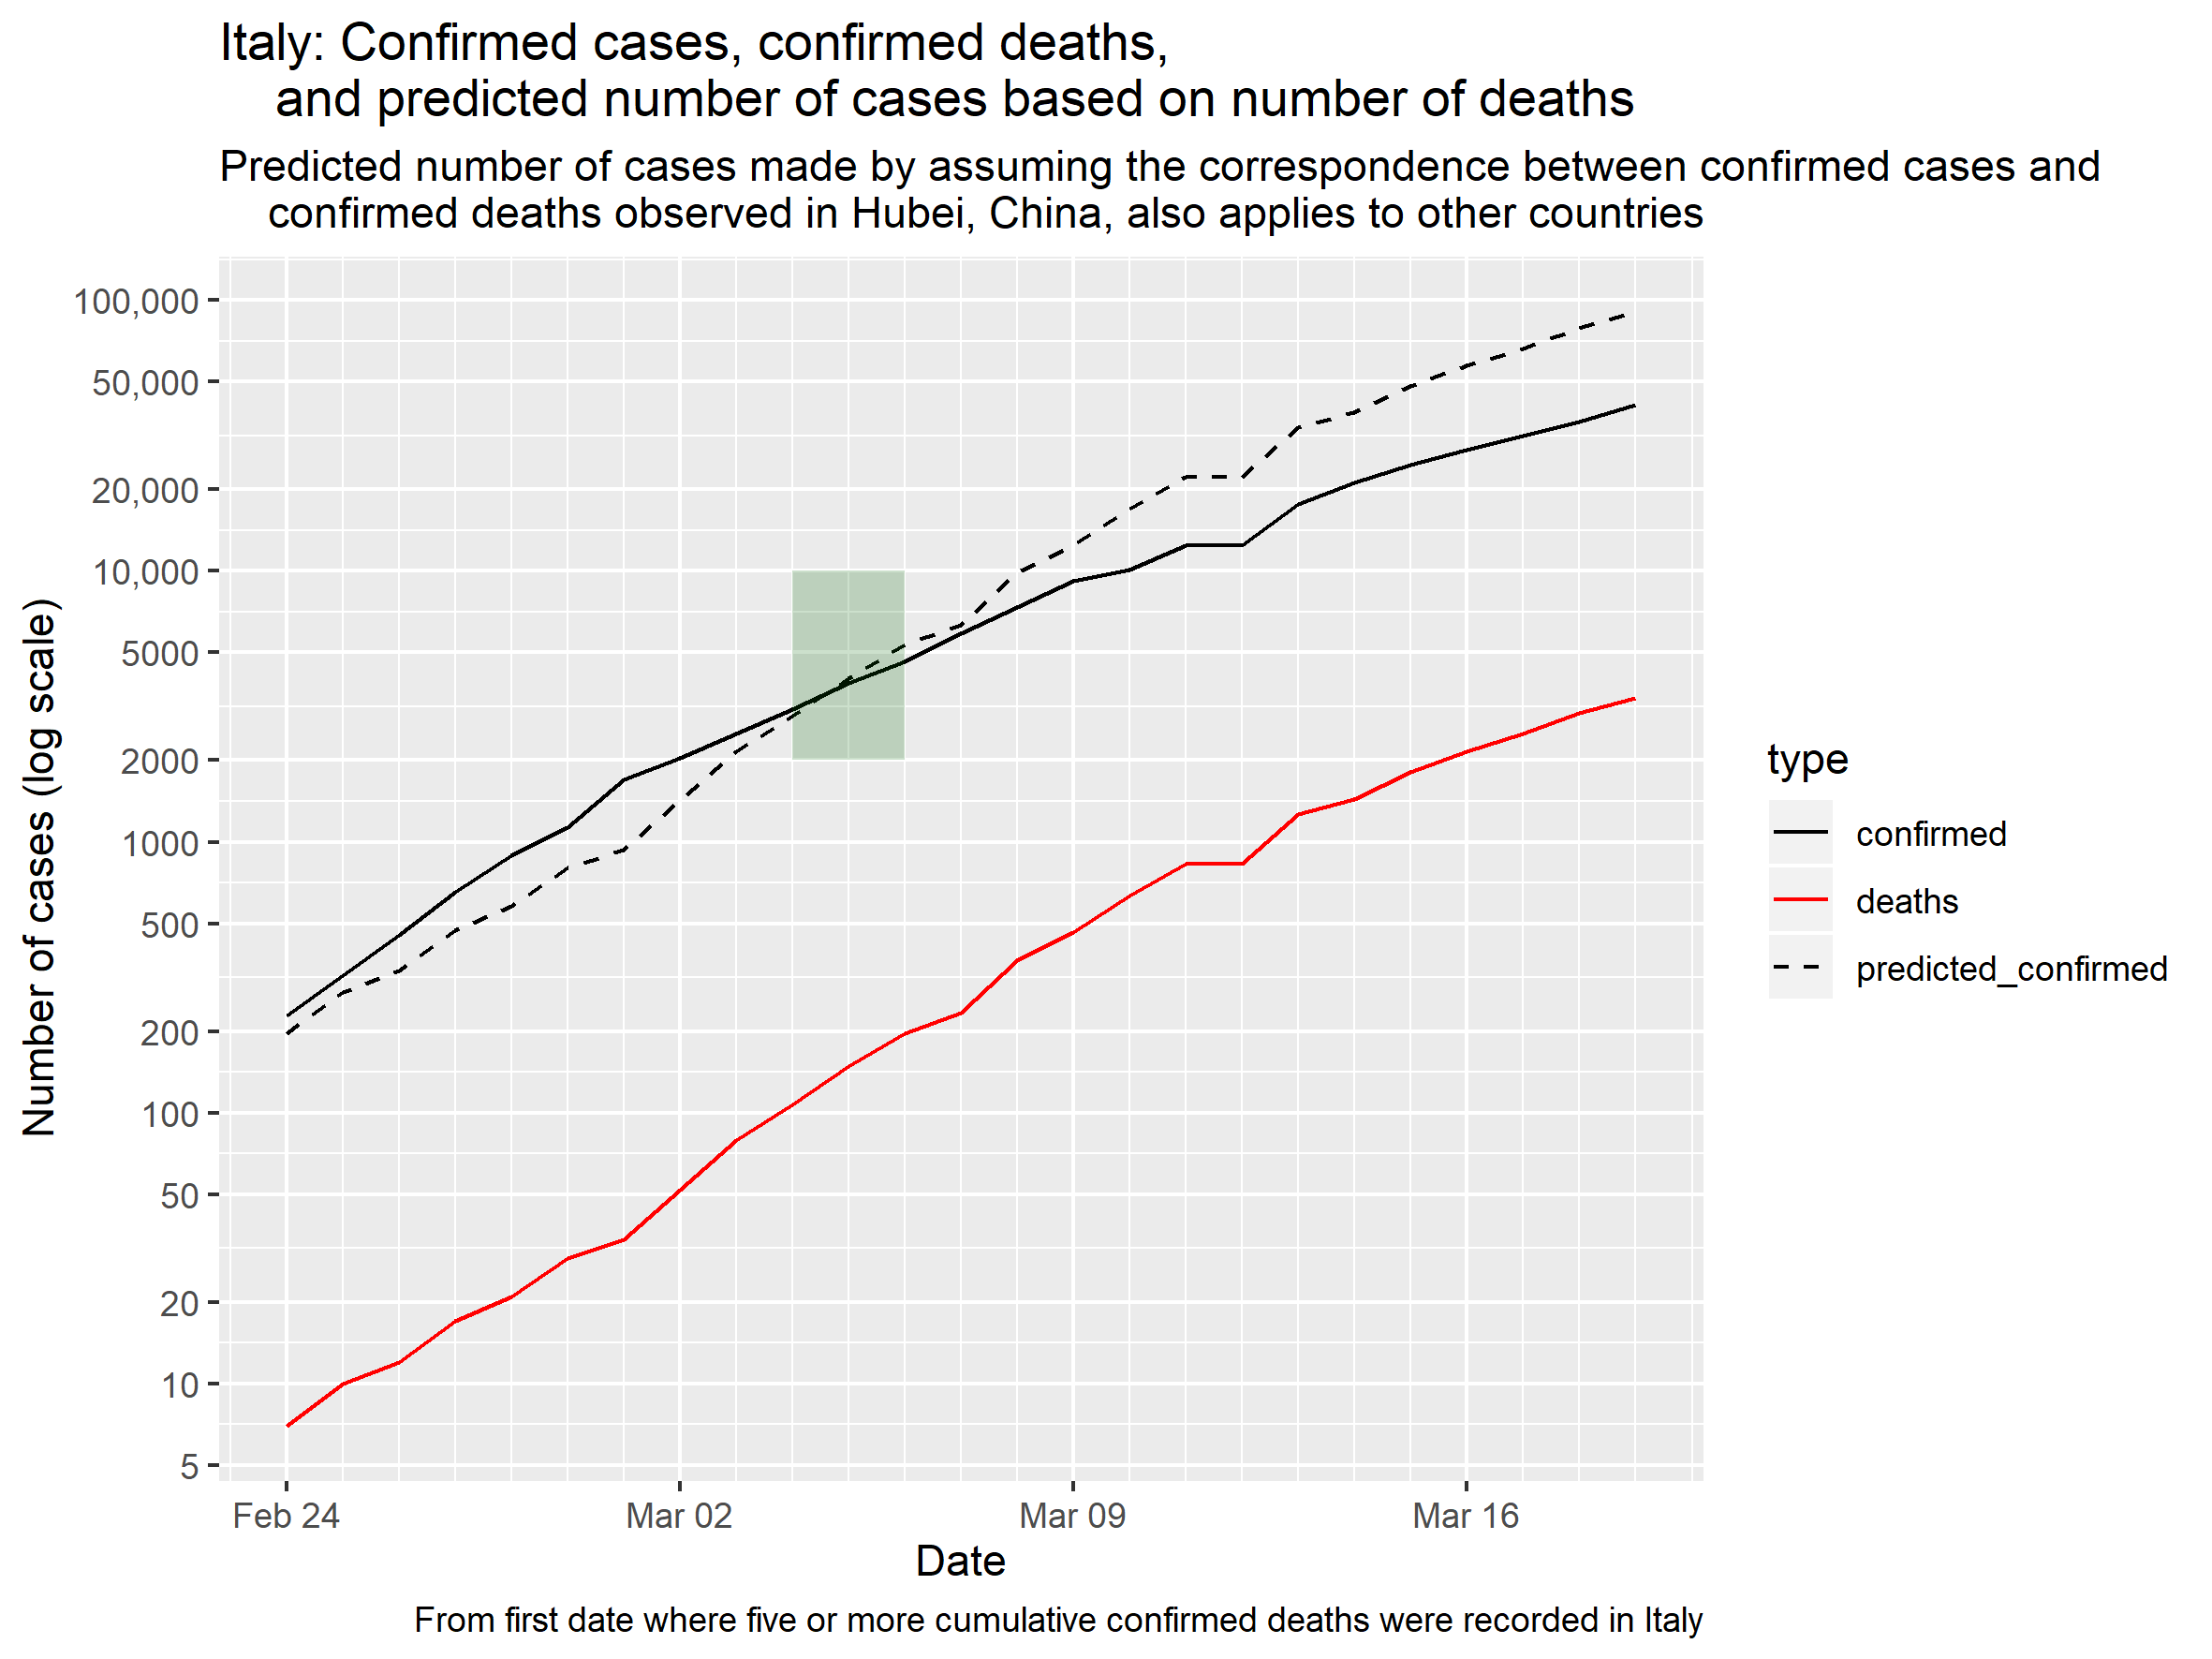 Italy: Confirmed cases, confirmed deaths,
and predicted number of cases based on number of deaths
Predicted number of cases made by assuming the correspondence between confirmed cases and
confirmed deaths observed in Hubei, China, also applies to other countries
Number of cases (log scale)
100,000
50,000
20,000
10,000
5000
2000
1000
500
200
100
50
20
10
5
Feb 24
Mar 02
Mar 09
Mar 16
Date
type
confirmed
deaths
predicted_confirmed
From first date where five or more cumulative confirmed deaths were recorded in Italy